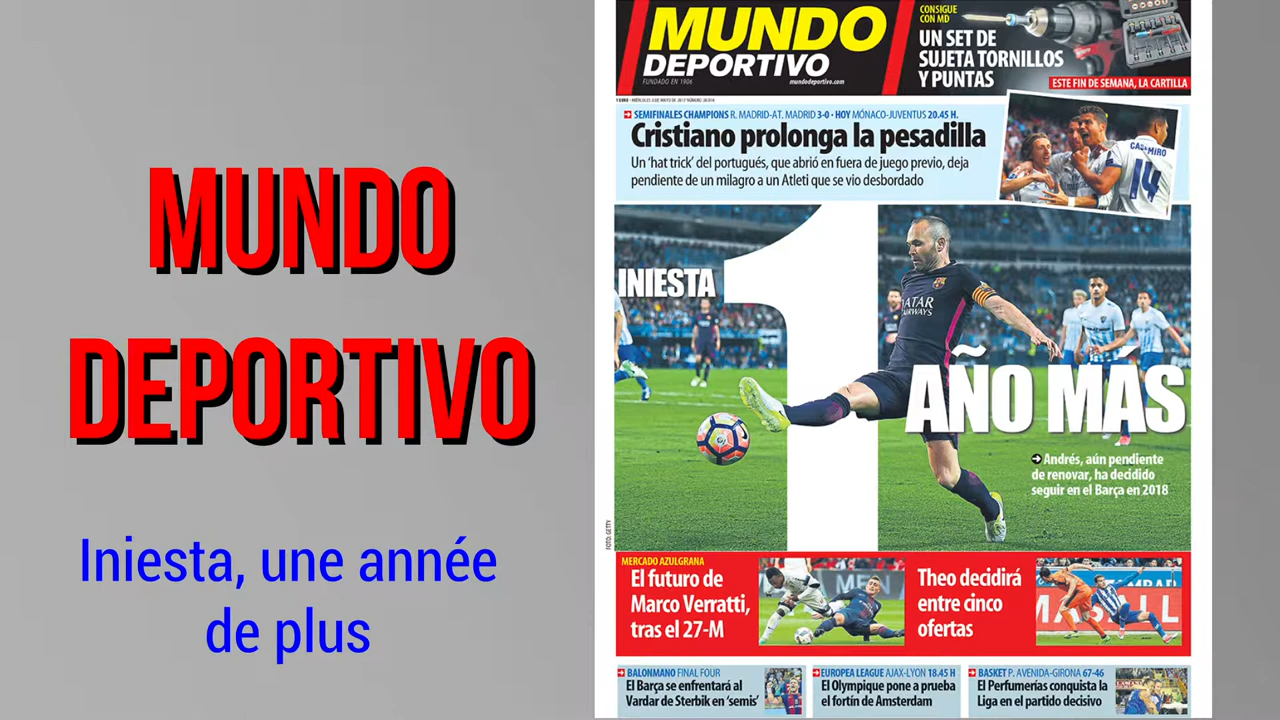 MUNDO
DEPORTIVO
Iniesta, une année
de plus
MUNDO
DEPORTIVO
FUNDADO EN 1906
mundodeportivo.com
CONSIGUE
CON MD
UN SET DE
SUJETA TORNILLOS
Y PUNTAS
ESTE FIN DE SEMANA, LA CARTILLA
SEMIFINALES CHAMPIONS R. MADRID-AT. MADRID 3-0 · HOY MÓNACO-JUVENTUS 20.45 H.
Cristiano prolonga la pesadilla
Un 'hat trick' del portugués, que abrió en fuera de juego previo, deja
pendiente de un milagro a un Atleti que se vio desbordado
CASEMIRO
14
INIESTA
1
QATAR
AIRWAYS
AÑO MÁS
Andrés, aún pendiente
de renovar, ha decidido
seguir en el Barça en 2018
FOTO: GETTY
MERCADO AZULGRANA
El futuro de
Marco Verratti,
tras el 27-M
Theo decidirá
entre cinco
ofertas
BALONMANO FINAL FOUR
El Barça se enfrentará al
Vardar de Sterbik en 'semis'
EUROPEA LEAGUE AJAX-LYON 18.45 H
El Olympique pone a prueba
el fortín de Amsterdam
BASKET P. AVENIDA-GIRONA 67-46
El Perfumerías conquista la
Liga en el partido decisivo